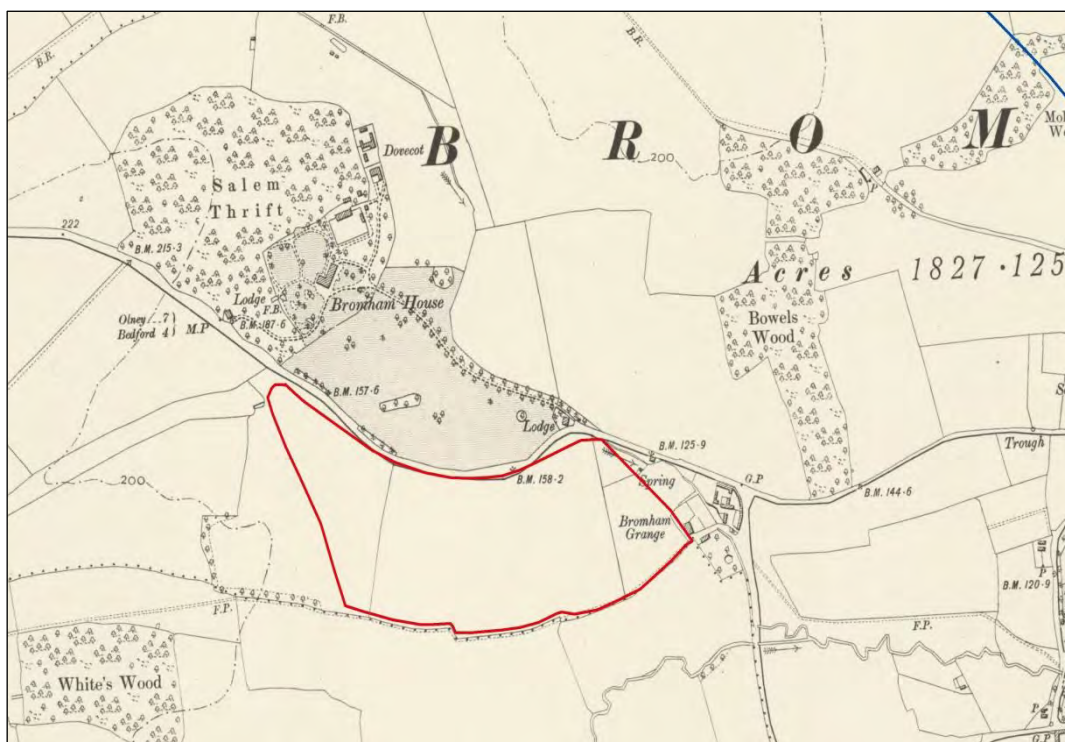 F.B.
B.R.
B.R.
Dovecot
B R O M
Mol
W
200
Salem
Thrift
222
B.M. 215·3
Acres 1827·125
Lodge
F.B.
Bromham House
Olney...7
Bedford 4
M.P
B.M. 187·6
Bowels
Wood
B.M. 157·6
Lodge
B.M. 125·9
Trough
S
200
B.M. 158·2
Spring
G.P
B.M. 144·6
Bromham
Grange
P
B.M. 120·9
F.P.
F.P.
White's Wood
P
G.P